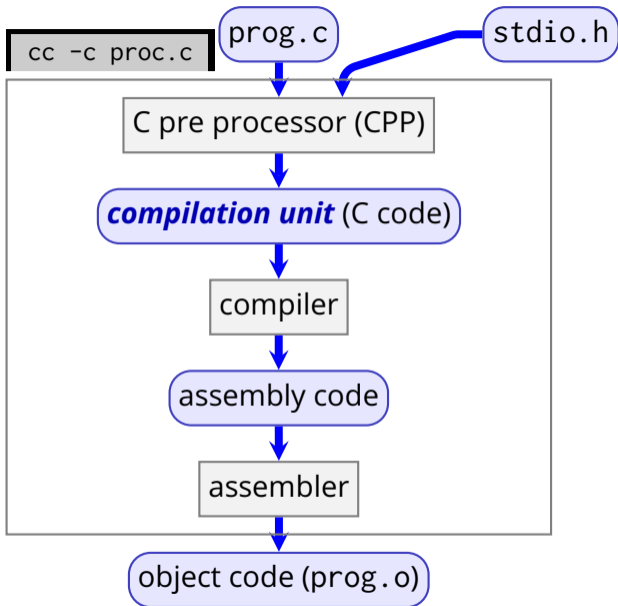 prog.c
stdio.h
cc -c proc.c
C pre processor (CPP)
compilation unit (C code)
compiler
assembly code
assembler
object code (prog.o)